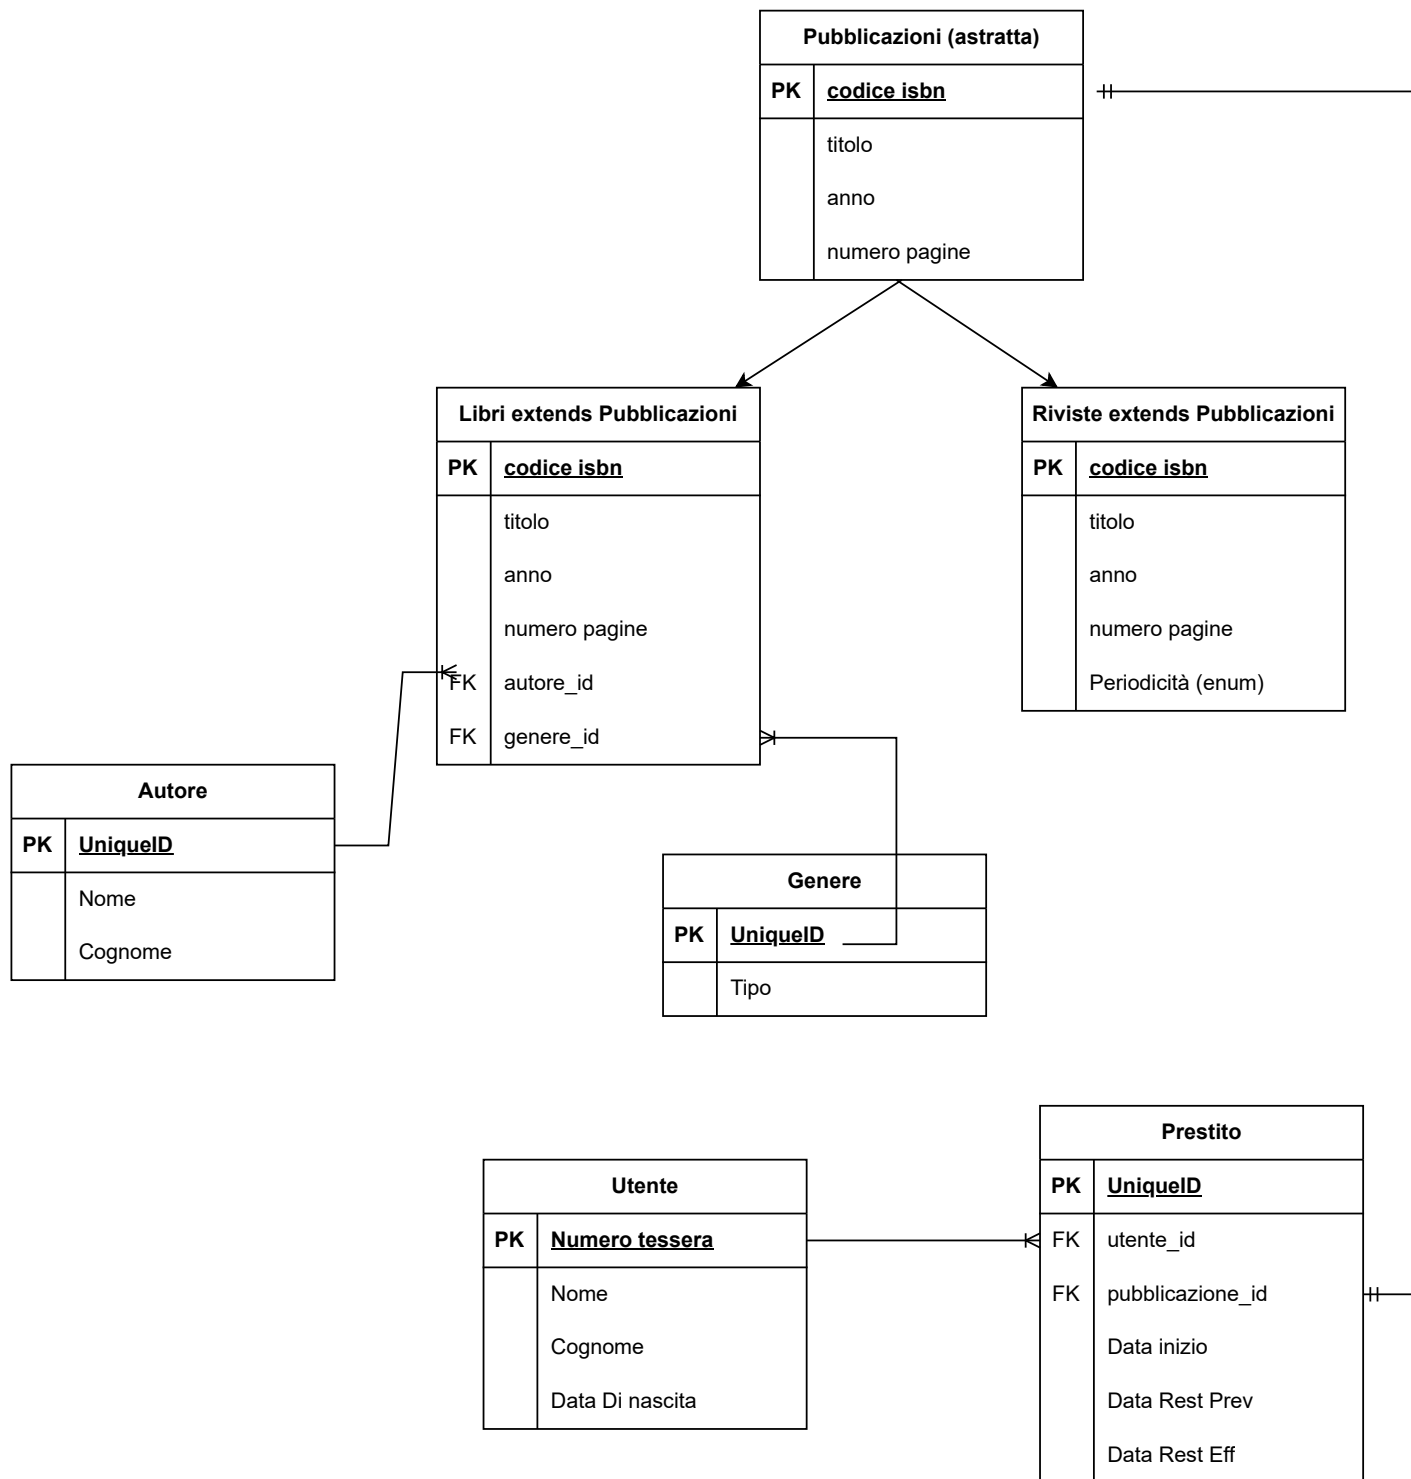 Pubblicazioni (astratta)
PK codice isbn
titolo
anno
numero pagine
Libri extends Pubblicazioni
PK codice isbn
titolo
anno
numero pagine
FK autore_id
FK genere_id
Riviste extends Pubblicazioni
PK codice isbn
titolo
anno
numero pagine
Periodicità (enum)
Autore
PK UniqueID
Nome
Cognome
Genere
PK UniqueID
Tipo
Utente
PK Numero tessera
Nome
Cognome
Data Di nascita
Prestito
PK UniqueID
FK utente_id
FK pubblicazione_id
Data inizio
Data Rest Prev
Data Rest Eff